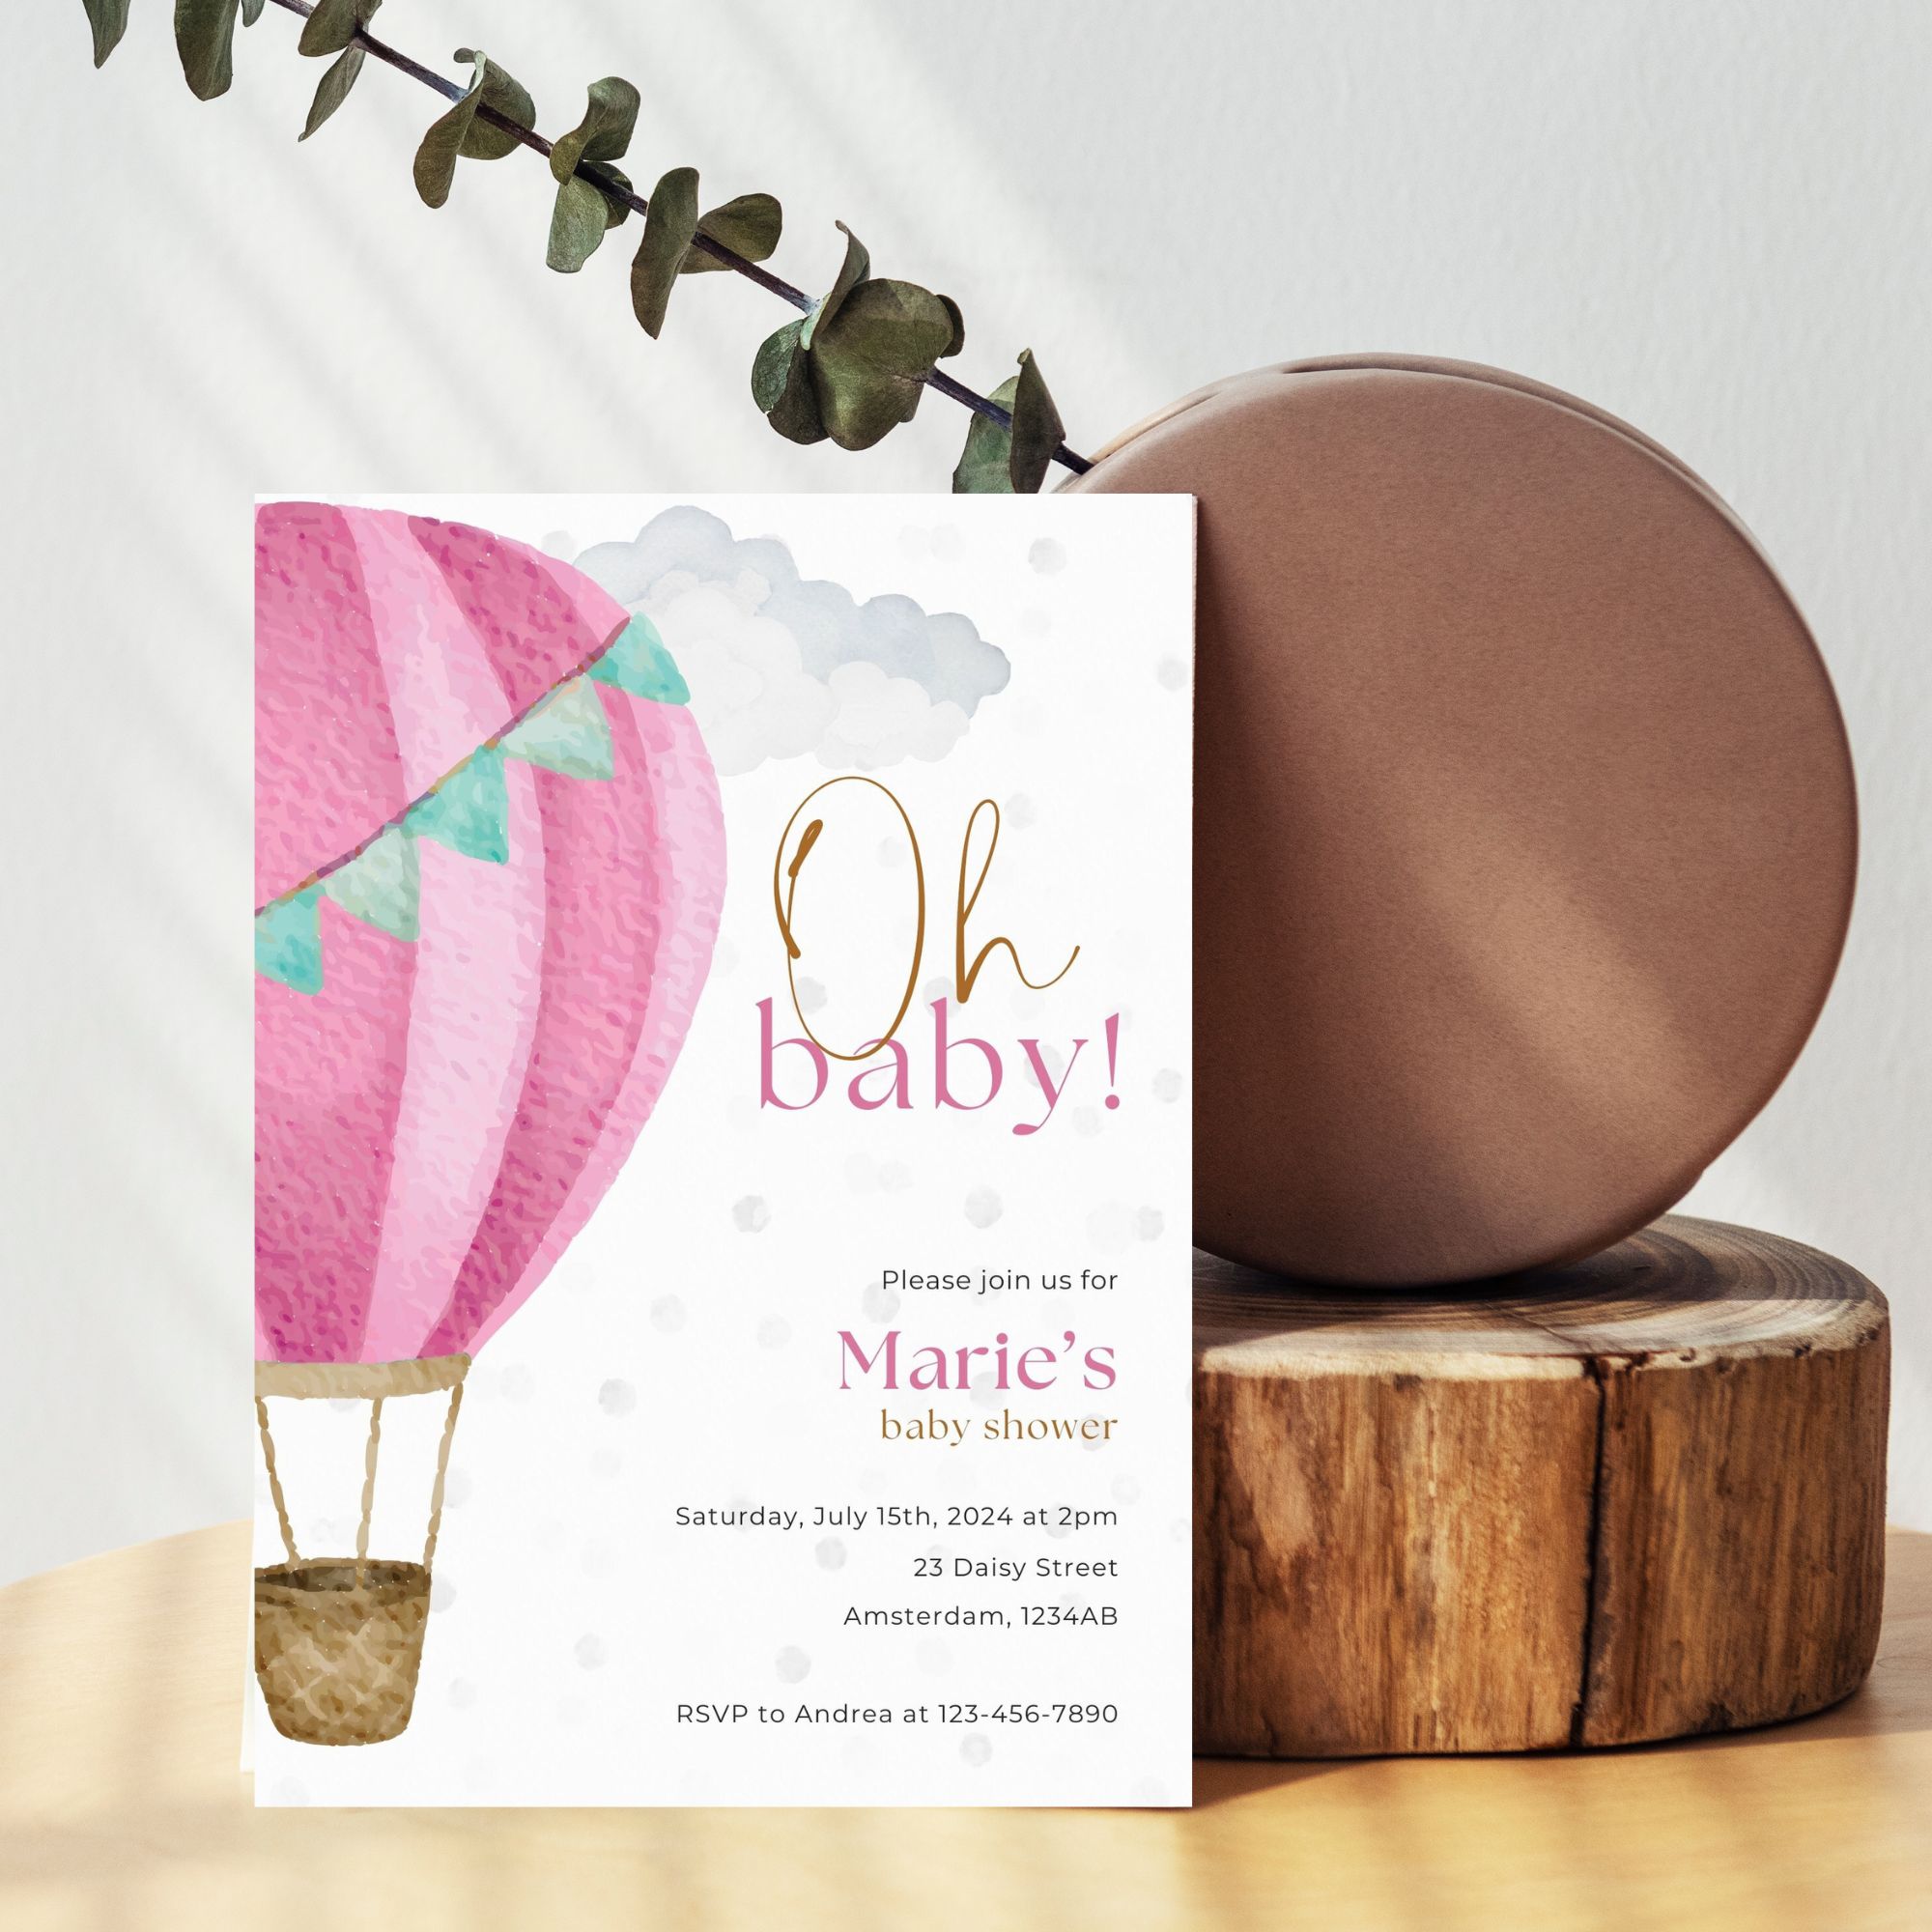 Oh
baby!
Please join us for
Marie’s
baby shower
Saturday, July 15th, 2024 at 2pm
23 Daisy Street
Amsterdam, 1234AB
RSVP to Andrea at 123-456-7890